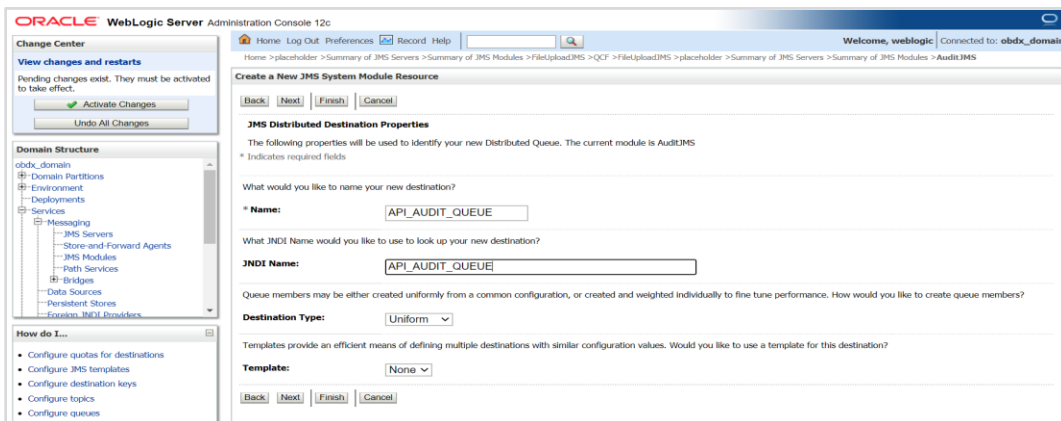 ORACLE WebLogic Server Administration Console 12c
Change Center
View changes and restarts
Pending changes exist. They must be activated
to take effect.
Activate Changes
Undo All Changes
Domain Structure
obdx_domain
Domain Partitions
Environment
Deployments
Services
Messaging
JMS Servers
Store-and-Forward Agents
JMS Modules
Path Services
Bridges
Data Sources
Persistent Stores
Foreign JNDI Providers
How do I...
Configure quotas for destinations
Configure JMS templates
Configure destination keys
Configure topics
Configure queues
Home Log Out Preferences Record Help
Welcome, weblogic Connected to: obdx_domain
Home >placeholder >Summary of JMS Servers >Summary of JMS Modules >FileUploadJMS >QCF >FileUploadJMS >placeholder >Summary of JMS Servers >Summary of JMS Modules >AuditJMS
Create a New JMS System Module Resource
Back Next Finish Cancel
JMS Distributed Destination Properties
The following properties will be used to identify your new Distributed Queue. The current module is AuditJMS
* Indicates required fields
What would you like to name your new destination?
* Name: API_AUDIT_QUEUE
What JNDI Name would you like to use to look up your new destination?
JNDI Name: API_AUDIT_QUEUE
Queue members may be either created uniformly from a common configuration, or created and weighted individually to fine tune performance. How would you like to create queue members?
Destination Type: Uniform
Templates provide an efficient means of defining multiple destinations with similar configuration values. Would you like to use a template for this destination?
Template: None
Back Next Finish Cancel